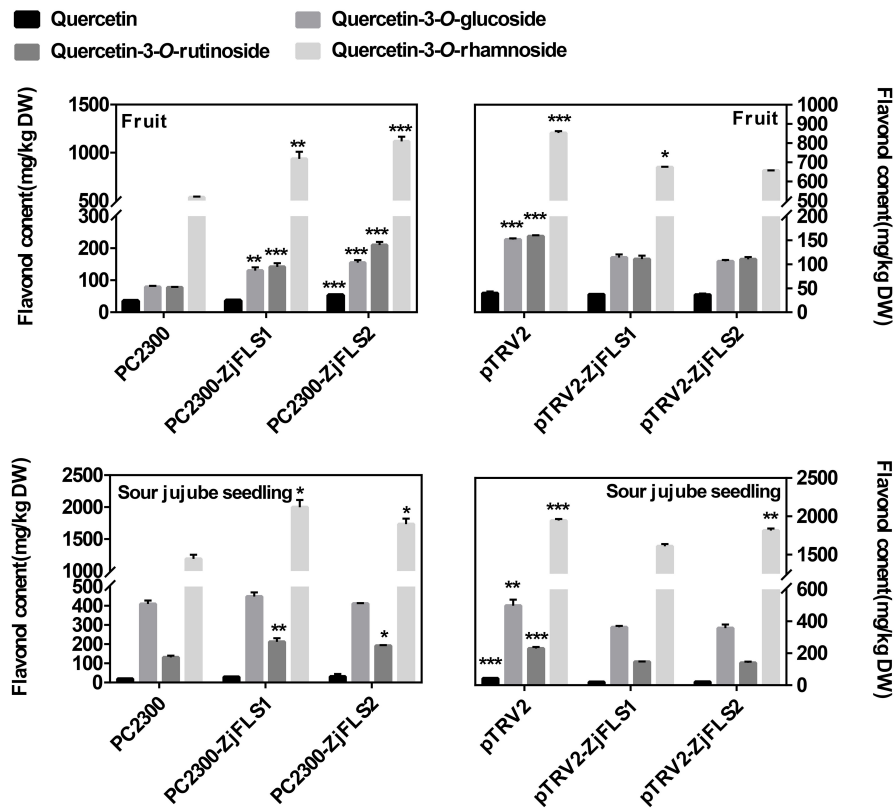 Quercetin
Quercetin-3-O-glucoside
Quercetin-3-O-rutinoside
Quercetin-3-O-rhamnoside
Flavonol conent(mg/kg DW)
1500
1000
500
300
200
100
0
Fruit
** *** ** ***
*** *** *** ***
PC2300
PC2300-ZjFLS1
PC2300-ZjFLS2
Fruit
*** *** *** *
1000
900
800
700
600
500
200
150
100
50
0
Flavonol conent(mg/kg DW)
pTRV2
pTRV2-ZjFLS1
pTRV2-ZjFLS2
Flavonol conent(mg/kg DW)
2500
2000
1500
1000
500
400
300
200
100
0
Sour jujube seedling
** *
* *
PC2300
PC2300-ZjFLS1
PC2300-ZjFLS2
Sour jujube seedling
*** ** *** *** **
2500
2000
1500
600
400
200
0
Flavonol conent(mg/kg DW)
pTRV2
pTRV2-ZjFLS1
pTRV2-ZjFLS2